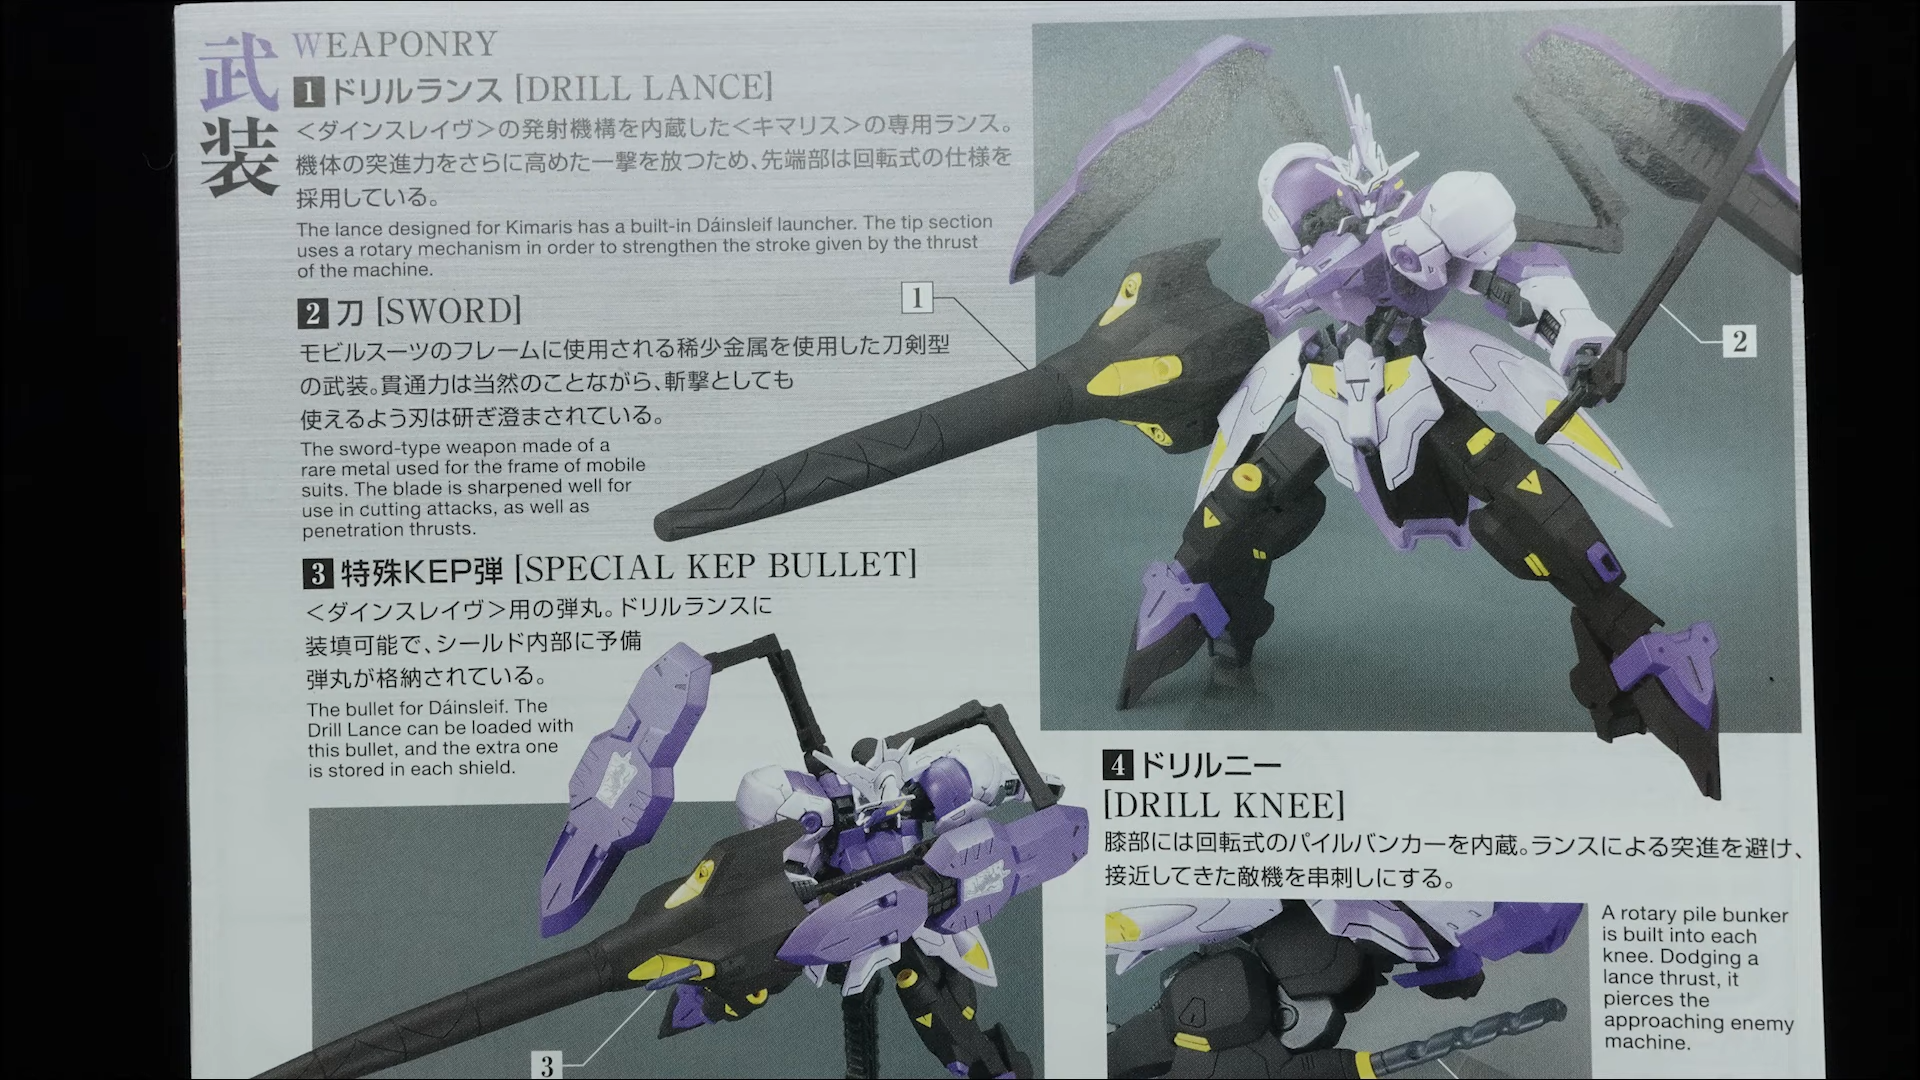 武装
WEAPONRY
1 ドリルランス [DRILL LANCE]
<ダインスレイヴ>の発射機構を内蔵した<キマリス>の専用ランス。
機体の突進力をさらに高めた一撃を放つため、先端部は回転式の仕様を
採用している。
The lance designed for Kimaris has a built-in Dáinsleif launcher. The tip section
uses a rotary mechanism in order to strengthen the stroke given by the thrust
of the machine.
2 刀 [SWORD]
モビルスーツのフレームに使用される稀少金属を使用した刀剣型
の武装。貫通力は当然のことながら、斬撃としても
使えるよう刃は研ぎ澄まされている。
The sword-type weapon made of a
rare metal used for the frame of mobile
suits. The blade is sharpened well for
use in cutting attacks, as well as
penetration thrusts.
3 特殊KEP弾 [SPECIAL KEP BULLET]
<ダインスレイヴ>用の弾丸。ドリルランスに
装填可能で、シールド内部に予備
弾丸が格納されている。
The bullet for Dáinsleif. The
Drill Lance can be loaded with
this bullet, and the extra one
is stored in each shield.
1
2
3
4 ドリルニー
[DRILL KNEE]
膝部には回転式のパイルバンカーを内蔵。ランスによる突進を避け、
接近してきた敵機を串刺しにする。
A rotary pile bunker
is built into each
knee. Dodging a
lance thrust, it
pierces the
approaching enemy
machine.